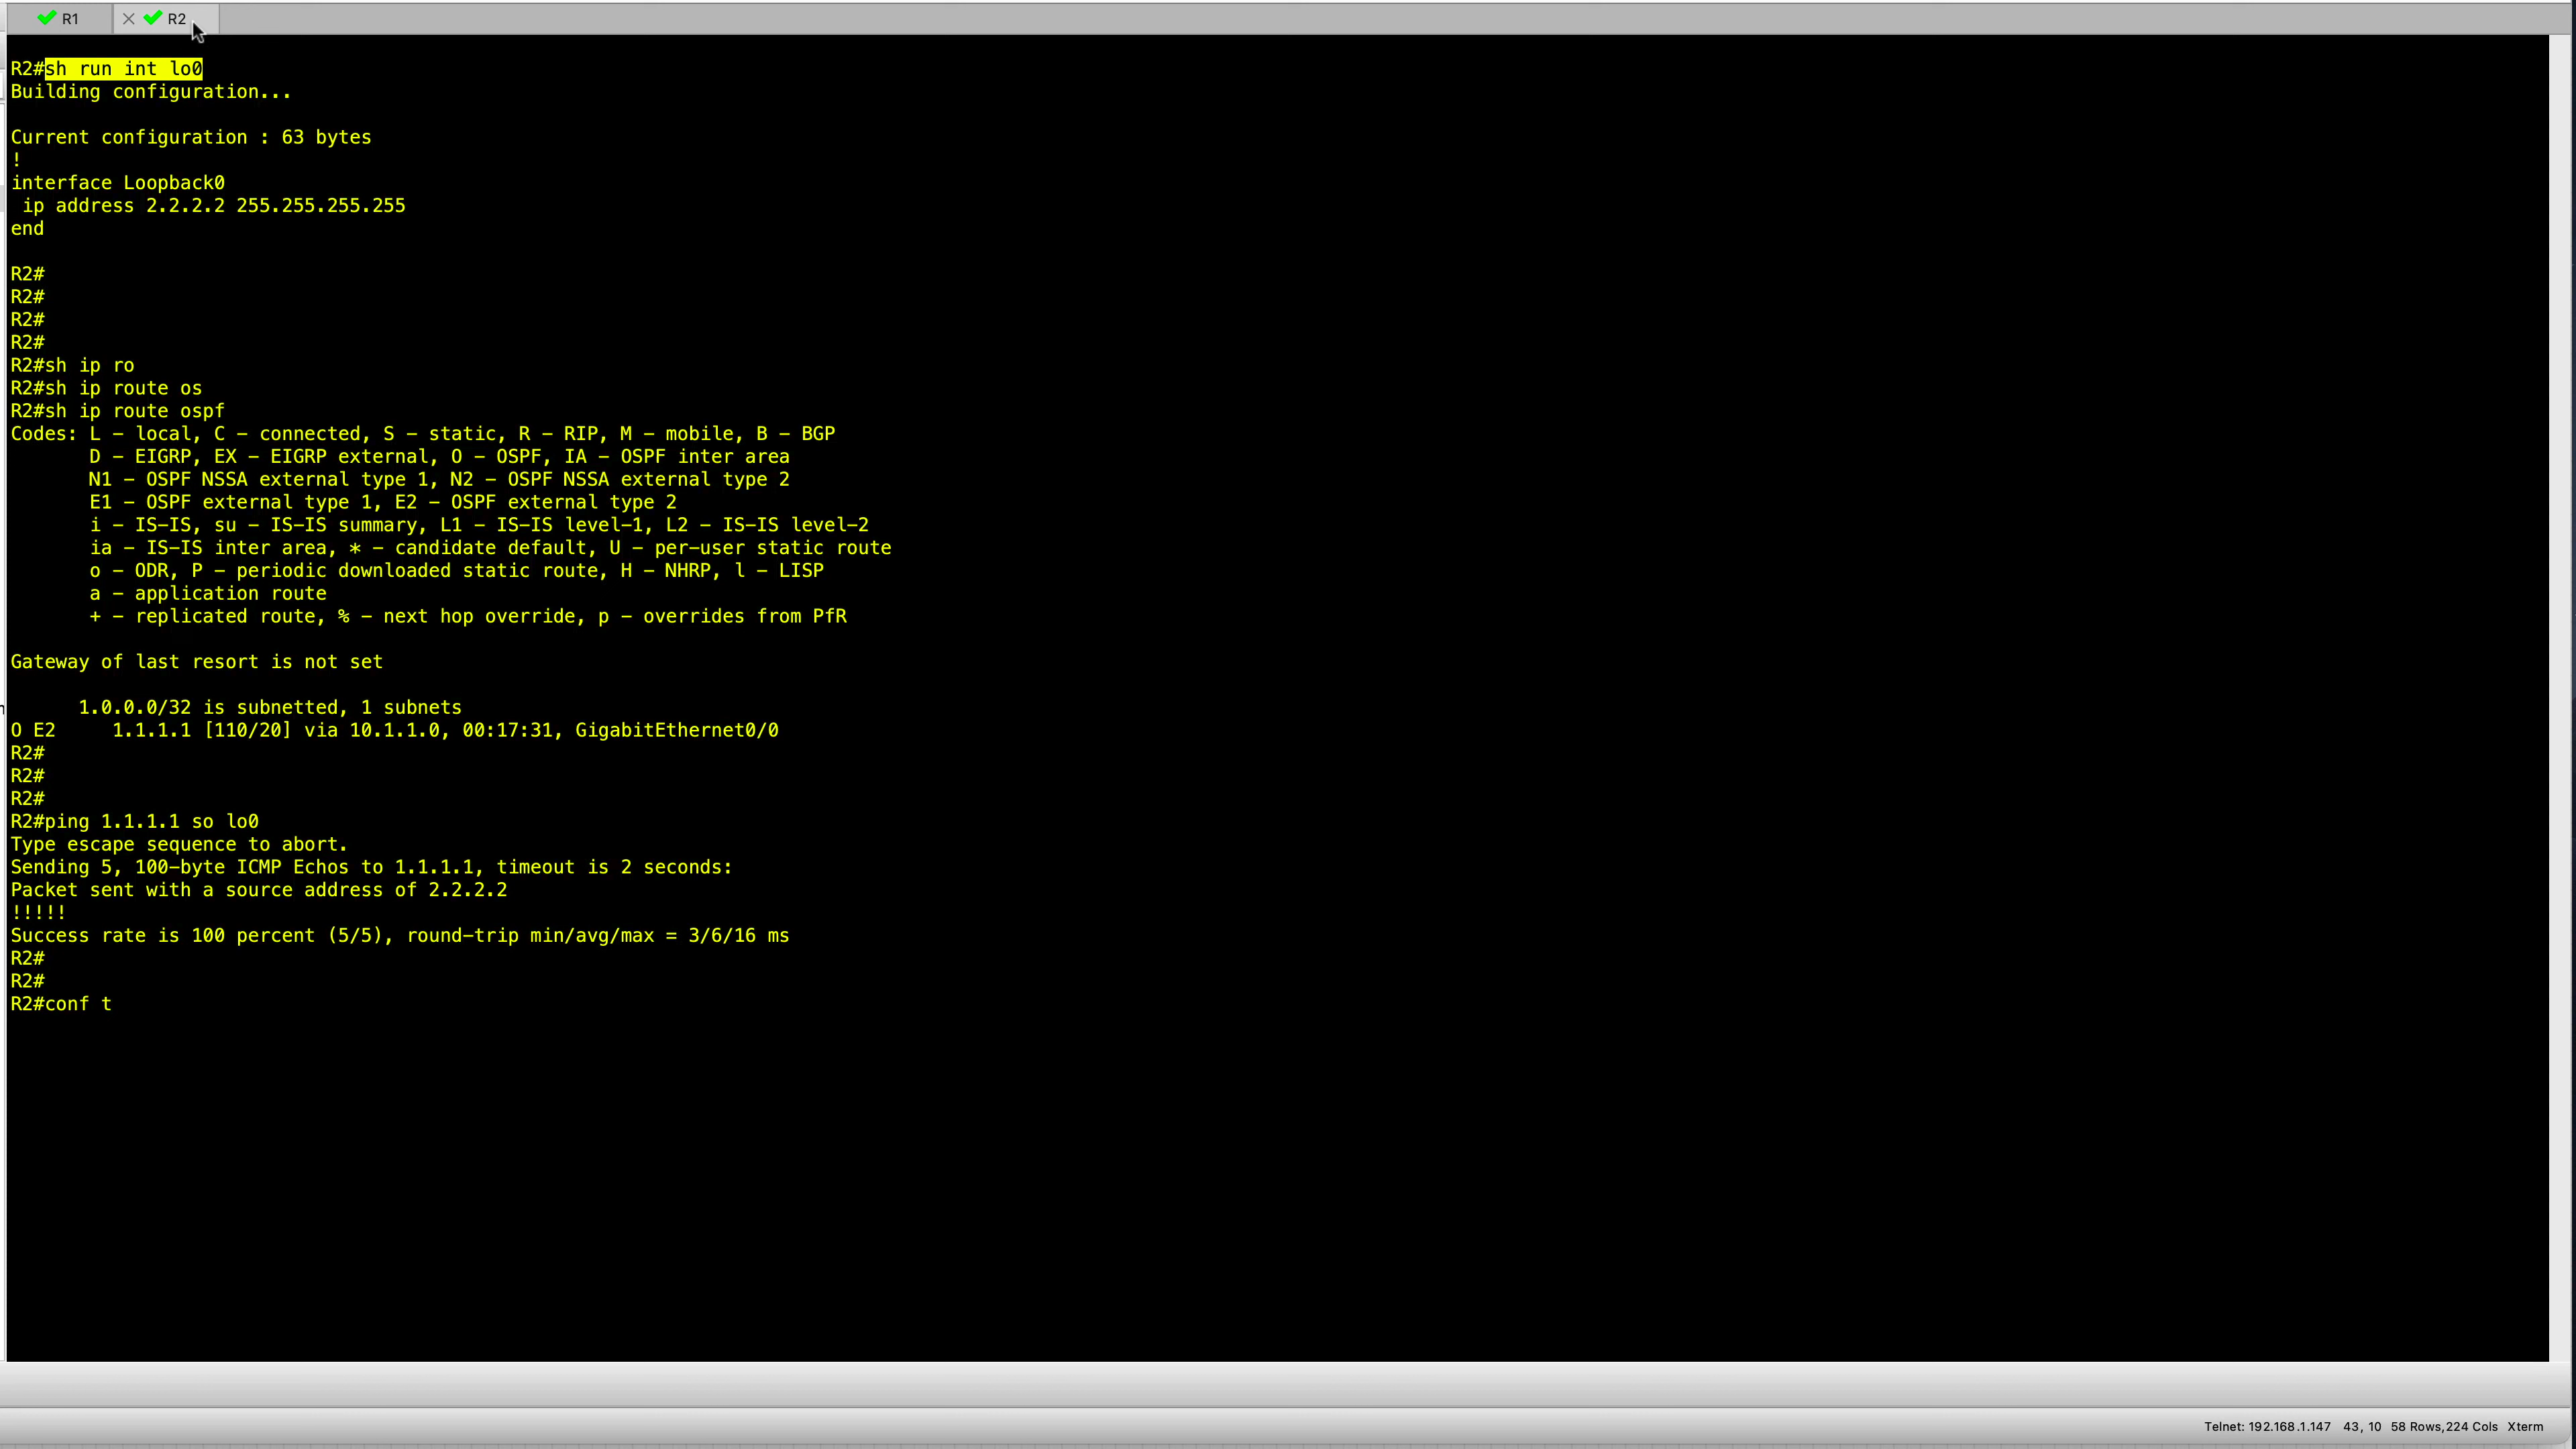 R1
R2
R2#sh run int lo0
Building configuration...
Current configuration : 63 bytes
!
interface Loopback0
 ip address 2.2.2.2 255.255.255.255
end
R2#
R2#
R2#
R2#
R2#sh ip ro
R2#sh ip route os
R2#sh ip route ospf
Codes: L - local, C - connected, S - static, R - RIP, M - mobile, B - BGP
       D - EIGRP, EX - EIGRP external, O - OSPF, IA - OSPF inter area
       N1 - OSPF NSSA external type 1, N2 - OSPF NSSA external type 2
       E1 - OSPF external type 1, E2 - OSPF external type 2
       i - IS-IS, su - IS-IS summary, L1 - IS-IS level-1, L2 - IS-IS level-2
       ia - IS-IS inter area, * - candidate default, U - per-user static route
       o - ODR, P - periodic downloaded static route, H - NHRP, l - LISP
       a - application route
       + - replicated route, % - next hop override, p - overrides from PfR
Gateway of last resort is not set
      1.0.0.0/32 is subnetted, 1 subnets
O E2     1.1.1.1 [110/20] via 10.1.1.0, 00:17:31, GigabitEthernet0/0
R2#
R2#
R2#
R2#ping 1.1.1.1 so lo0
Type escape sequence to abort.
Sending 5, 100-byte ICMP Echos to 1.1.1.1, timeout is 2 seconds:
Packet sent with a source address of 2.2.2.2
!!!!!
Success rate is 100 percent (5/5), round-trip min/avg/max = 3/6/16 ms
R2#
R2#
R2#conf t
Telnet: 192.168.1.147 43, 10 58 Rows,224 Cols Xterm